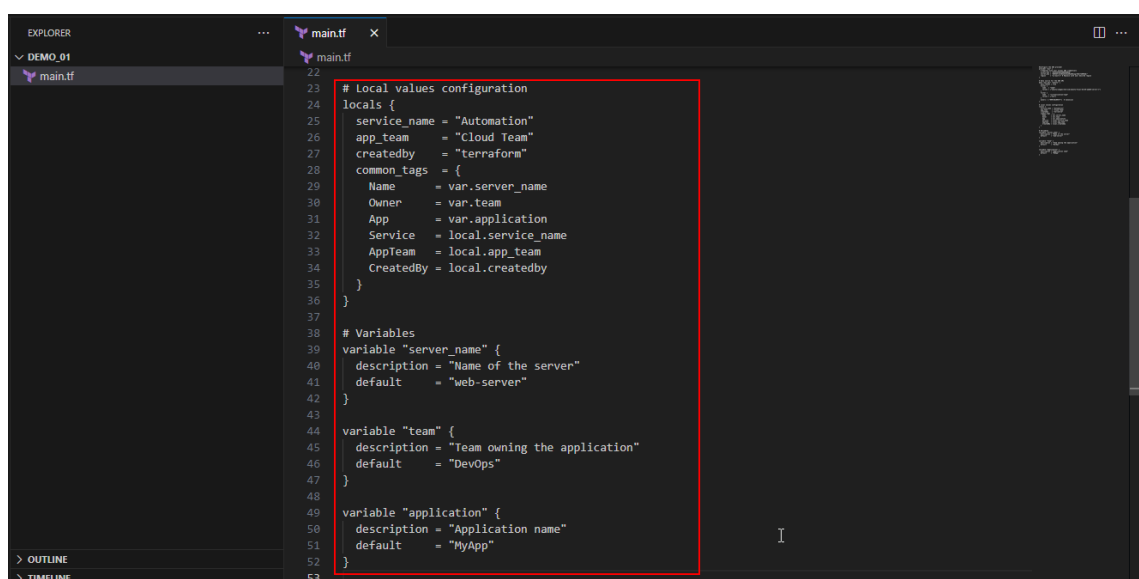 EXPLORER
···
main.tf
DEMO_01
main.tf
main.tf
22
23 # Local values configuration
24 locals {
25 service_name = "Automation"
26 app_team = "Cloud Team"
27 createdby = "terraform"
28 common_tags = {
29 Name = var.server_name
30 Owner = var.team
31 App = var.application
32 Service = local.service_name
33 AppTeam = local.app_team
34 CreatedBy = local.createdby
35 }
36 }
37
38 # Variables
39 variable "server_name" {
40 description = "Name of the server"
41 default = "web-server"
42 }
43
44 variable "team" {
45 description = "Team owning the application"
46 default = "DevOps"
47 }
48
49 variable "application" {
50 description = "Application name"
51 default = "MyApp"
52 }
53
OUTLINE
TIMELINE